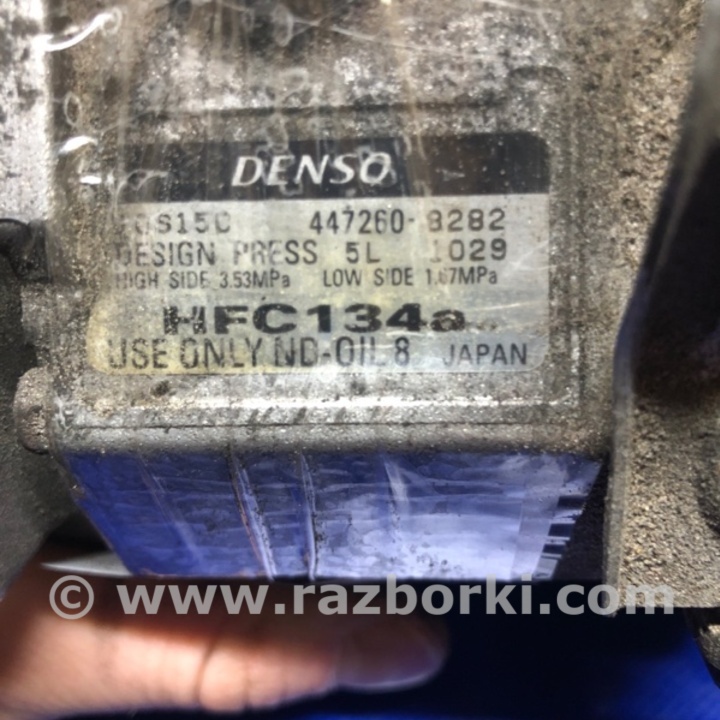 DENSO
10S15C 447260-8282
DESIGN PRESS 5L 1029
HIGH SIDE 3.53MPa LOW SIDE 1.67MPa
HFC134a
USE ONLY ND-OIL 8 JAPAN
© www.razborki.com